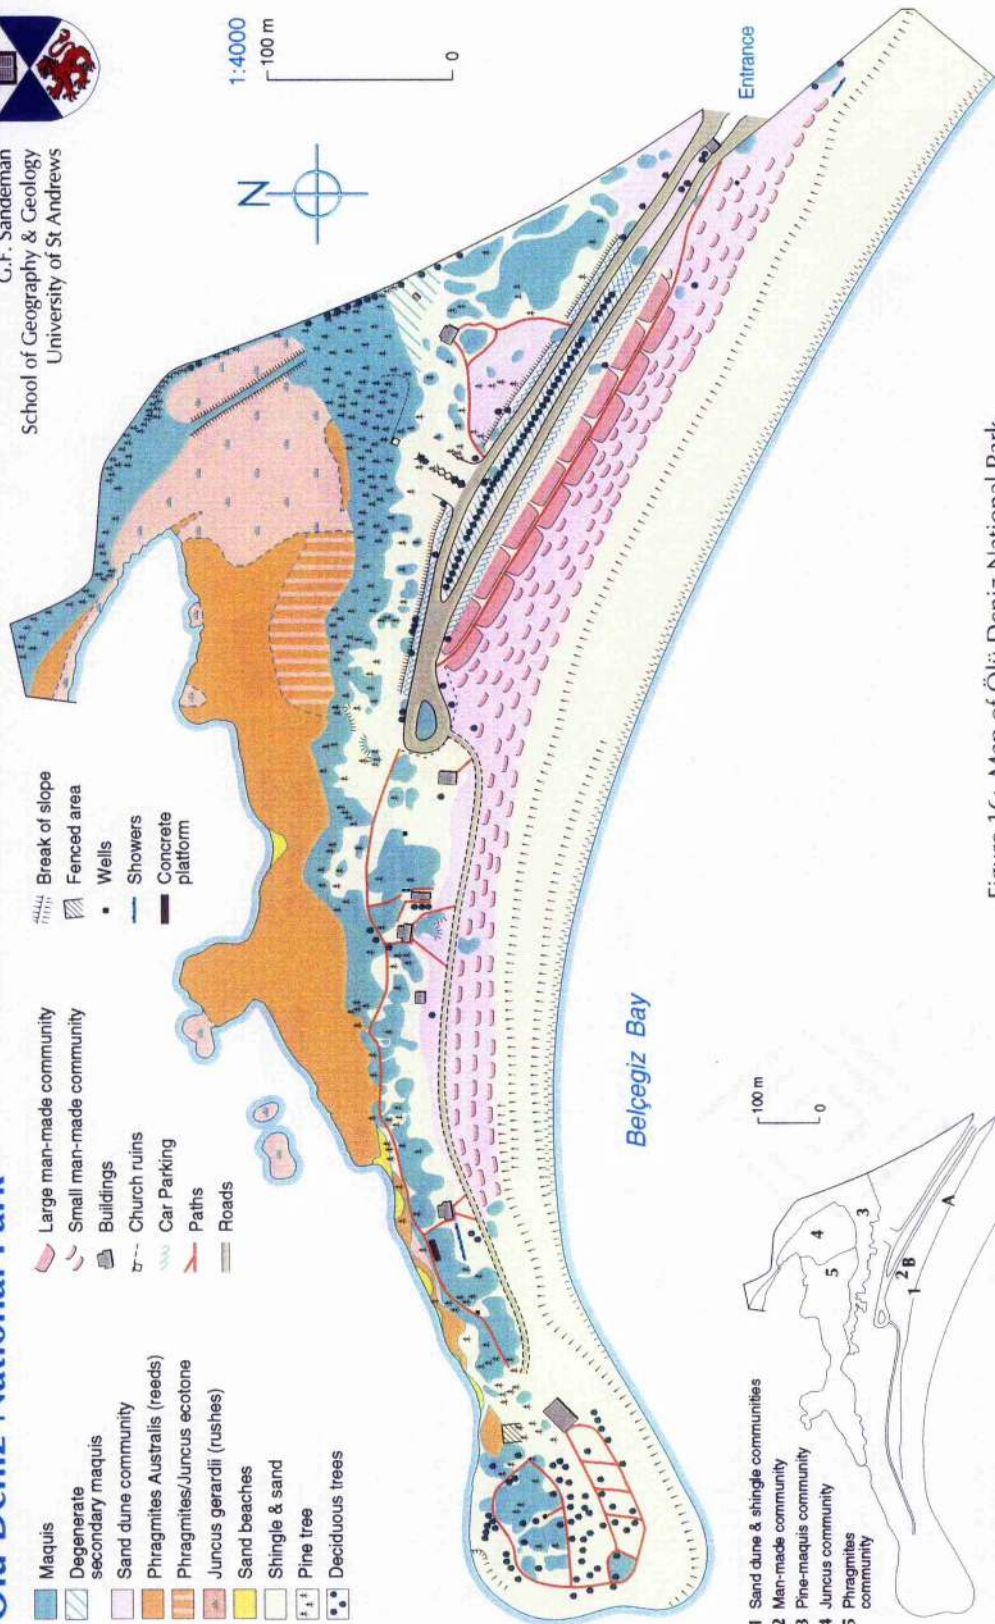 Ölü Deniz National Park
G.F. Sandeman
School of Geography & Geology
University of St Andrews
Maquis
Degenerate
secondary maquis
Sand dune community
Phragmites Australis (reeds)
Phragmites/Juncus ecotone
Juncus gerardii (rushes)
Sand beaches
Shingle & sand
Pine tree
Deciduous trees
Large man-made community
Small man-made community
Buildings
Church ruins
Car Parking
Paths
Roads
Break of slope
Fenced area
Wells
Showers
Concrete
platform
N
1:4000
100 m
0
Entrance
Belçegiz Bay
1 Sand dune & shingle communities
2 Man-made community
3 Pine-maquis community
4 Juncus community
5 Phragmites
community
100 m
0
4
5
3
2
B
1
A
Figure 16: Map of Ölü Deniz National Park